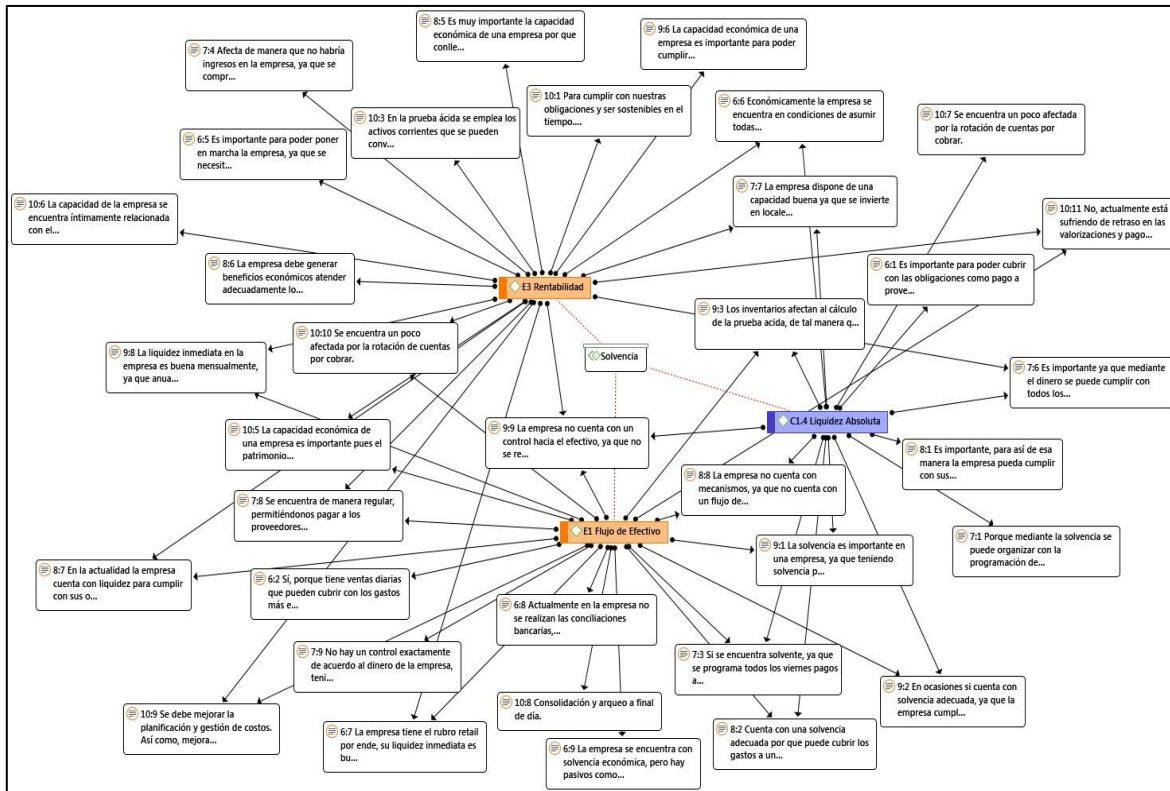 8:5 Es muy importante la capacidad
económica de una empresa por que
conlle...
9:6 La capacidad económica de una
empresa es importante para poder
cumplir...
7:4 Afecta de manera que no habría
ingresos en la empresa, ya que se
compr...
10:1 Para cumplir con nuestras
obligaciones y ser sostenibles en el
tiempo....
6:6 Económicamente la empresa se
encuentra en condiciones de asumir
todas...
10:3 En la prueba ácida se emplea los
activos corrientes que se pueden
conv...
10:7 Se encuentra un poco
afectada por la rotación de cuentas
por cobrar.
6:5 Es importante para poder poner
en marcha la empresa, ya que se
necesit...
7:7 La empresa dispone de una
capacidad buena ya que se invierte
en locale...
10:6 La capacidad de la empresa se
encuentra íntimamente relacionada
con el...
10:11 No, actualmente está
sufriendo de retraso en las
valorizaciones y pago...
8:6 La empresa debe generar
beneficios económicos atender
adecuadamente lo...
6:1 Es importante para poder cubrir
con las obligaciones como pago a
prove...
E3 Rentabilidad
9:3 Los inventarios afectan al cálculo
de la prueba acida, de tal manera q...
10:10 Se encuentra un poco
afectada por la rotación de cuentas
por cobrar.
9:8 La liquidez inmediata en la
empresa es buena mensualmente,
ya que anua...
Solvencia
7:6 Es importante ya que mediante
el dinero se puede cumplir con
todos los...
C1.4 Liquidez Absoluta
10:5 La capacidad económica de
una empresa es importante pues el
patrimonio...
9:9 La empresa no cuenta con un
control hacia el efectivo, ya que no
se re...
8:1 Es importante, para así de esa
manera la empresa pueda cumplir
con sus...
8:8 La empresa no cuenta con
mecanismos, ya que no cuenta con
un flujo de...
7:8 Se encuentra de manera regular,
permitiéndonos pagar a los
proveedores...
E1 Flujo de Efectivo
9:1 La solvencia es importante en
una empresa, ya que teniendo
solvencia p...
7:1 Porque mediante la solvencia se
puede organizar con la
programación de...
8:7 En la actualidad la empresa
cuenta con liquidez para cumplir
con sus o...
6:2 Sí, porque tiene ventas diarias
que pueden cubrir con los gastos
más e...
6:8 Actualmente en la empresa no
se realizan las conciliaciones
bancarias,...
7:9 No hay un control exactamente
de acuerdo al dinero de la empresa,
teni...
7:3 Si se encuentra solvente, ya que
se programa todos los viernes pagos
a...
9:2 En ocasiones si cuenta con
solvencia adecuada, ya que la
empresa cumpl...
10:9 Se debe mejorar la
planificación y gestión de costos.
Así como, mejora...
6:7 La empresa tiene el rubro retail
por ende, su liquidez inmediata es
bu...
10:8 Consolidación y arqueo a final
de día.
8:2 Cuenta con una solvencia
adecuada por que puede cubrir los
gastos a un...
6:9 La empresa se encuentra con
solvencia económica, pero hay
pasivos como...